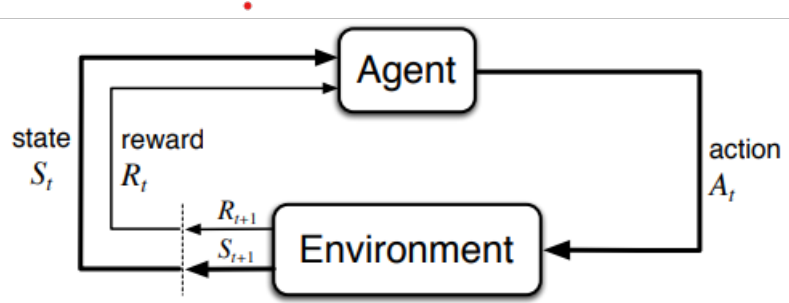 Agent
state
S_t
reward
R_t
action
A_t
R_{t+1}
S_{t+1}
Environment